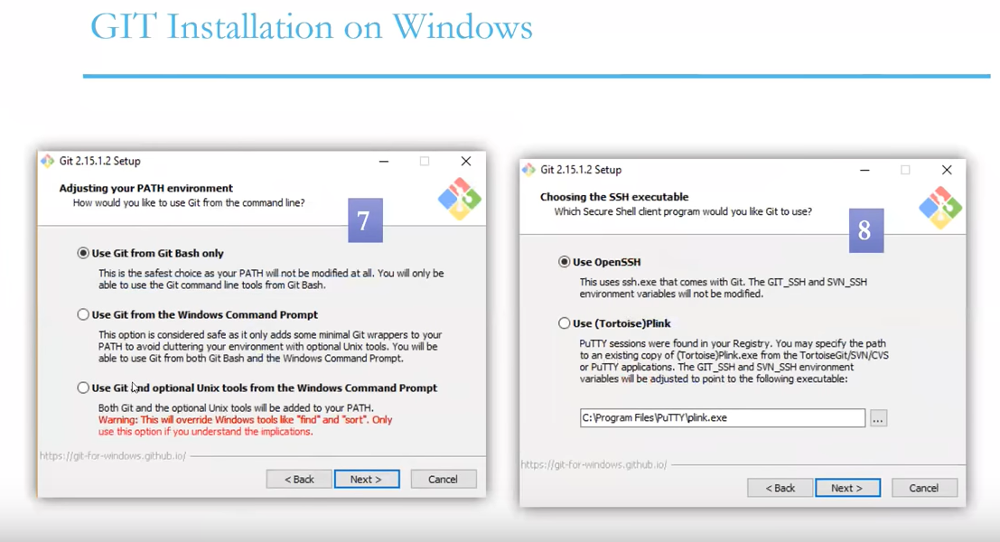 GIT Installation on Windows
Git 2.15.1.2 Setup
Adjusting your PATH environment
How would you like to use Git from the command line?
7
Use Git from Git Bash only
This is the safest choice as your PATH will not be modified at all. You will only be
able to use the Git command line tools from Git Bash.
Use Git from the Windows Command Prompt
This option is considered safe as it only adds some minimal Git wrappers to your
PATH to avoid cluttering your environment with optional Unix tools. You will be
able to use Git from both Git Bash and the Windows Command Prompt.
Use Git and optional Unix tools from the Windows Command Prompt
Both Git and the optional Unix tools will be added to your PATH.
Warning: This will override Windows tools like "find" and "sort". Only
use this option if you understand the implications.
https://git-for-windows.github.io/
< Back
Next >
Cancel
Git 2.15.1.2 Setup
Choosing the SSH executable
Which Secure Shell client program would you like Git to use?
8
Use OpenSSH
This uses ssh.exe that comes with Git. The GIT_SSH and SVN_SSH
environment variables will not be modified.
Use (Tortoise)Plink
PuTTY sessions were found in your Registry. You may specify the path
to an existing copy of (Tortoise)Plink.exe from the TortoiseGit/SVN/CVS
or PuTTY applications. The GIT_SSH and SVN_SSH environment
variables will be adjusted to point to the following executable:
C:\Program Files\PuTTY\plink.exe
...
https://git-for-windows.github.io/
< Back
Next >
Cancel